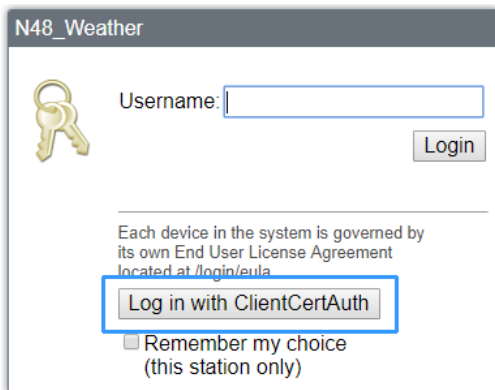 N48_Weather
Username:
Login
Each device in the system is governed by
its own End User License Agreement
located at /login/eula
Log in with ClientCertAuth
Remember my choice
(this station only)